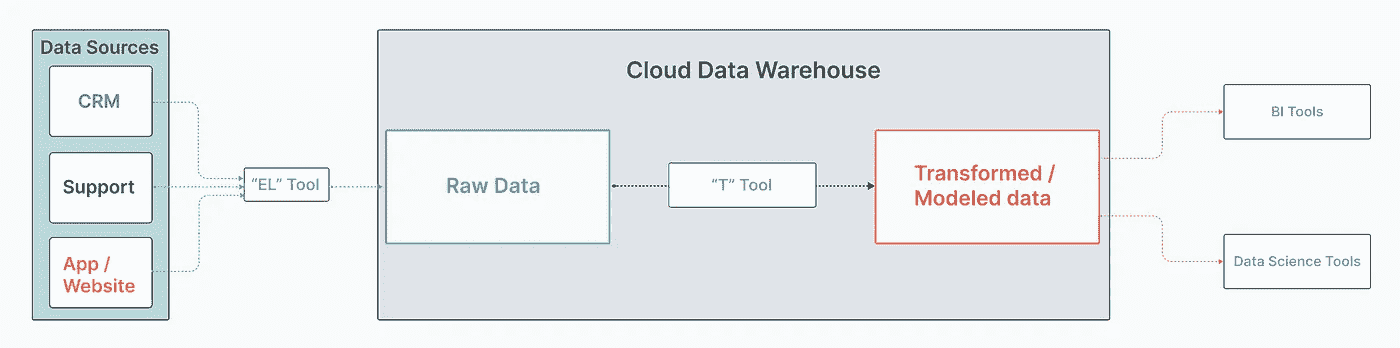 Data Sources
CRM
Support
App /
Website
“EL” Tool
Cloud Data Warehouse
Raw Data
“T” Tool
Transformed /
Modeled data
BI Tools
Data Science Tools